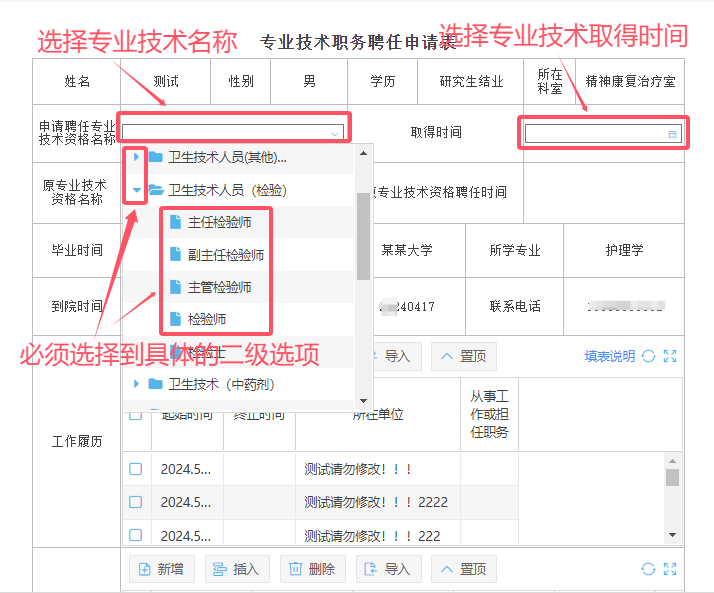 选择专业技术名称
专业技术职务聘任申请表
选择专业技术取得时间
姓名 测试 性别 男 学历 研究生结业 所在科室 精神康复治疗室
申请聘任专业
技术资格名称
取得时间
卫生技术人员(其他)...
原专业技术
资格名称
卫生技术人员（检验）
专业技术资格聘任时间
主任检验师
毕业时间
副主任检验师
某某大学 所学专业 护理学
主管检验师
到院时间
240417 联系电话
检验师
必须选择到具体的二级选项
检验士
导入 置顶 填表说明
卫生技术（中药剂）
工作履历
起始时间 终止时间 所在单位
从事工
作或担
任职务
2024.5... 测试请勿修改！！！
2024.5... 测试请勿修改！！！2222
2024.5... 测试请勿修改！！！222
新增 插入 删除 导入 置顶